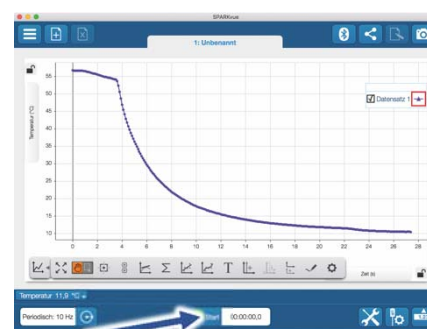 SPARKvue
1: Unbenannt
Temperatur (°C)
55
50
45
40
35
30
25
20
15
10
Datensatz 1
0 2 4 6 8 10 12 14 16 18 20 22 24 26 28
Σ T
Zeit (s)
Temperatur 11,9 °C
Periodisch: 10 Hz
Start
00:00:00,0